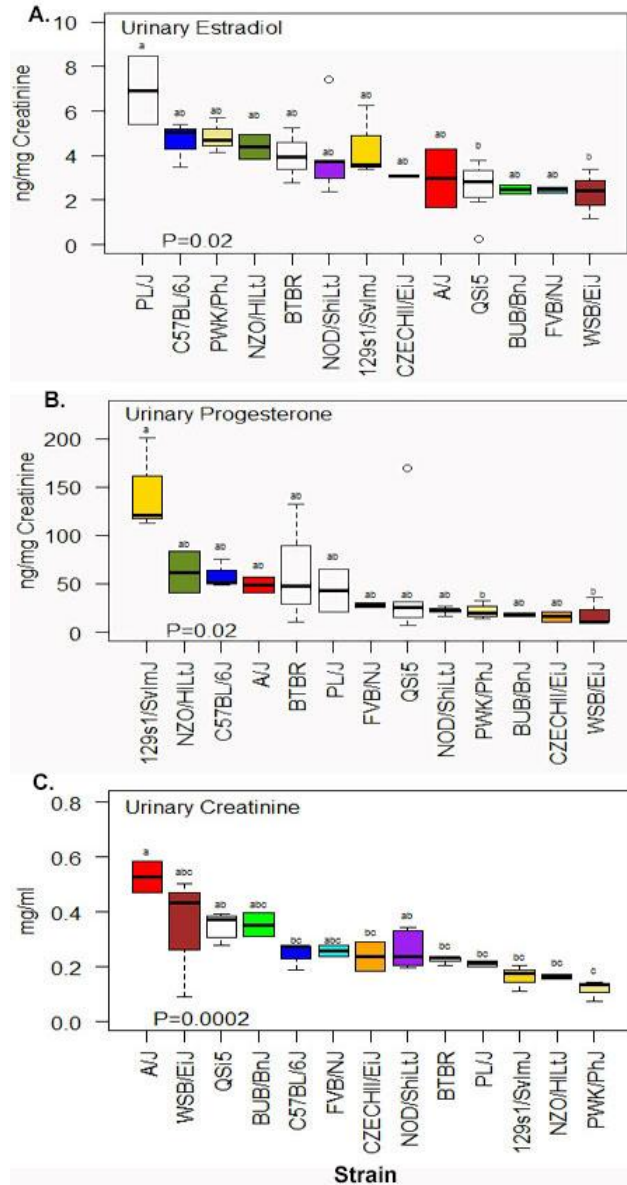 A.
Urinary Estradiol
ng/mg Creatinine
10
8
6
4
2
0
a
ab
ab
ab
ab
ab
ab
ab
ab
b
ab
ab
b
P=0.02
PL/J
C57BL/6J
PWK/PhJ
NZO/HlLtJ
BTBR
NOD/ShiLtJ
129s1/SvImJ
CZECHII/EiJ
A/J
QSi5
BUB/BnJ
FVB/NJ
WSB/EiJ
B.
Urinary Progesterone
ng/mg Creatinine
200
150
100
50
0
a
ab
ab
ab
ab
ab
ab
ab
ab
b
ab
ab
b
P=0.02
129s1/SvImJ
NZO/HlLtJ
C57BL/6J
A/J
BTBR
PL/J
FVB/NJ
QSi5
NOD/ShiLtJ
PWK/PhJ
BUB/BnJ
CZECHII/EiJ
WSB/EiJ
C.
Urinary Creatinine
mg/ml
0.8
0.6
0.4
0.2
0.0
a
abc
ab
abc
bc
abc
bc
ab
bc
bc
bc
bc
c
P=0.0002
A/J
WSB/EiJ
QSi5
BUB/BnJ
C57BL/6J
FVB/NJ
CZECHII/EiJ
NOD/ShiLtJ
BTBR
PL/J
129s1/SvImJ
NZO/HlLtJ
PWK/PhJ
Strain